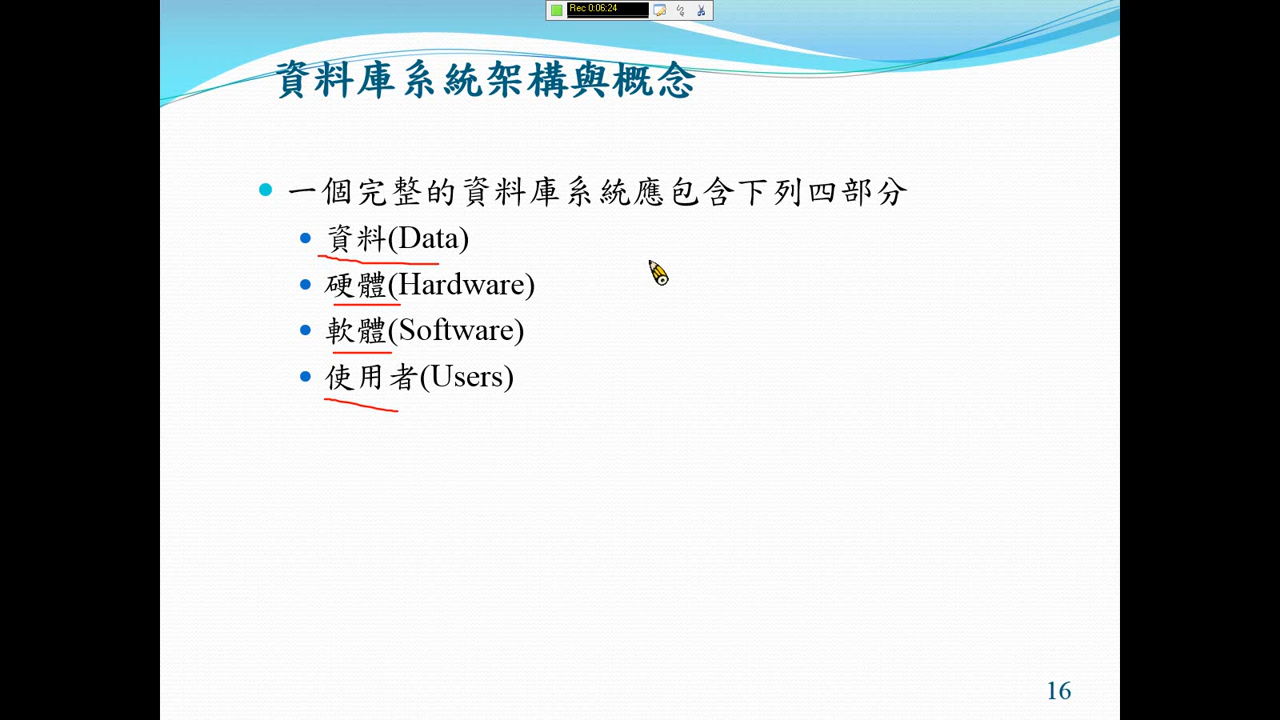 Rec 0:06:24
資料庫系統架構與概念
一個完整的資料庫系統應包含下列四部分
資料(Data)
硬體(Hardware)
軟體(Software)
使用者(Users)
16